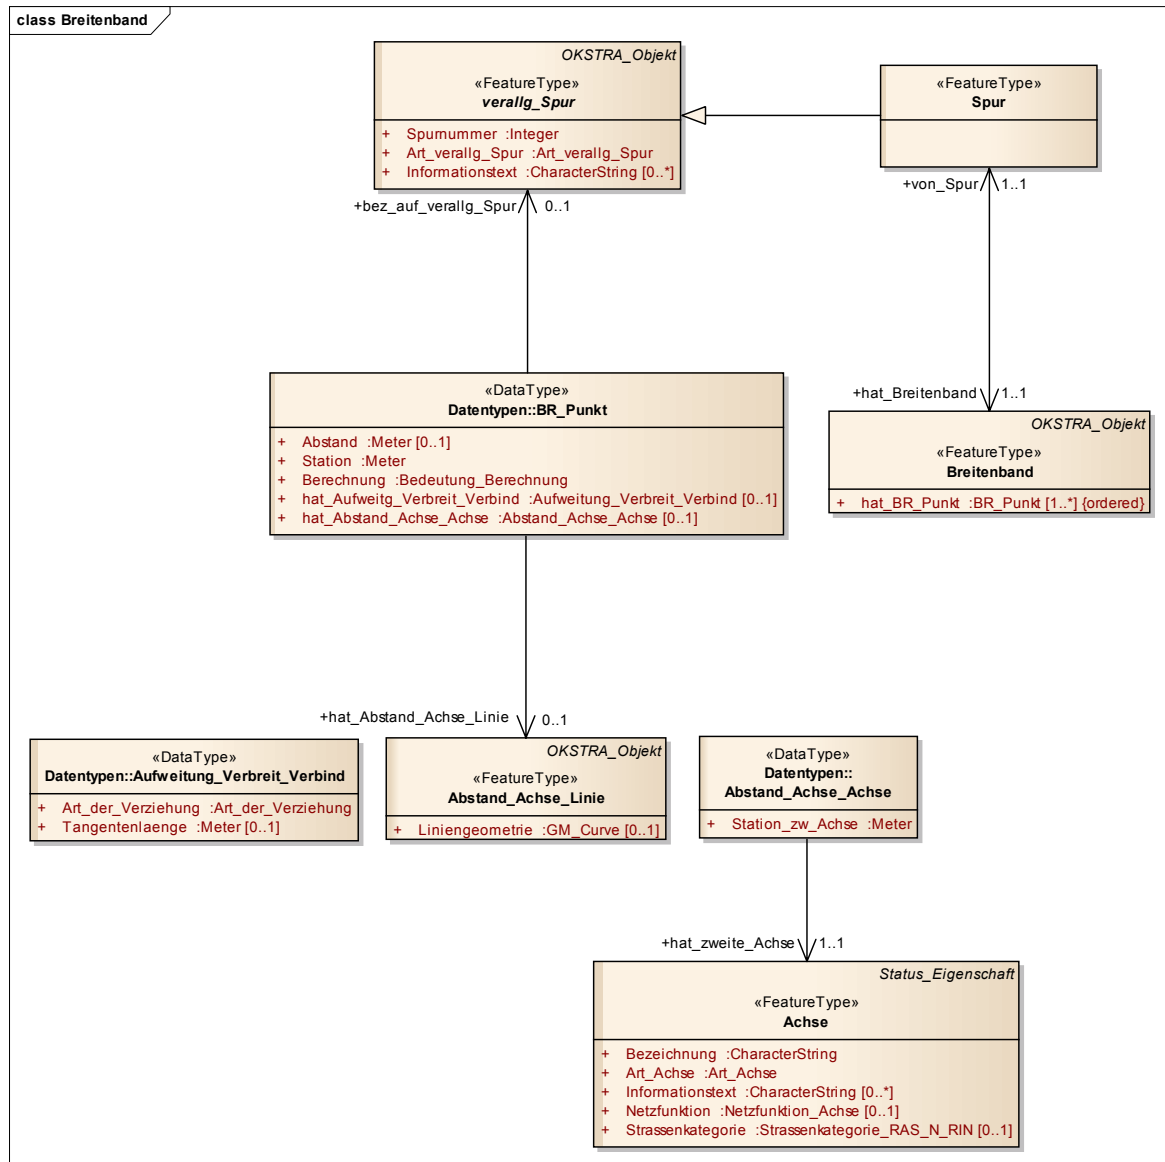 class Breitenband
OKSTRA_Objekt
«FeatureType»
verallg_Spur
+ Spurnummer :Integer
+ Art_verallg_Spur :Art_verallg_Spur
+ Informationstext :CharacterString [0..*]
«FeatureType»
Spur
+bez_auf_verallg_Spur 0..1
+von_Spur 1..1
«DataType»
Datentypen::BR_Punkt
+ Abstand :Meter [0..1]
+ Station :Meter
+ Berechnung :Bedeutung_Berechnung
+ hat_Aufweitg_Verbreit_Verbind :Aufweitung_Verbreit_Verbind [0..1]
+ hat_Abstand_Achse_Achse :Abstand_Achse_Achse [0..1]
+hat_Breitenband 1..1
OKSTRA_Objekt
«FeatureType»
Breitenband
+ hat_BR_Punkt :BR_Punkt [1..*] {ordered}
+hat_Abstand_Achse_Linie 0..1
«DataType»
Datentypen::Aufweitung_Verbreit_Verbind
+ Art_der_Verziehung :Art_der_Verziehung
+ Tangentenlaenge :Meter [0..1]
OKSTRA_Objekt
«FeatureType»
Abstand_Achse_Linie
+ Liniengeometrie :GM_Curve [0..1]
«DataType»
Datentypen::
Abstand_Achse_Achse
+ Station_zw_Achse :Meter
+hat_zweite_Achse 1..1
Status_Eigenschaft
«FeatureType»
Achse
+ Bezeichnung :CharacterString
+ Art_Achse :Art_Achse
+ Informationstext :CharacterString [0..*]
+ Netzfunktion :Netzfunktion_Achse [0..1]
+ Strassenkategorie :Strassenkategorie_RAS_N_RIN [0..1]